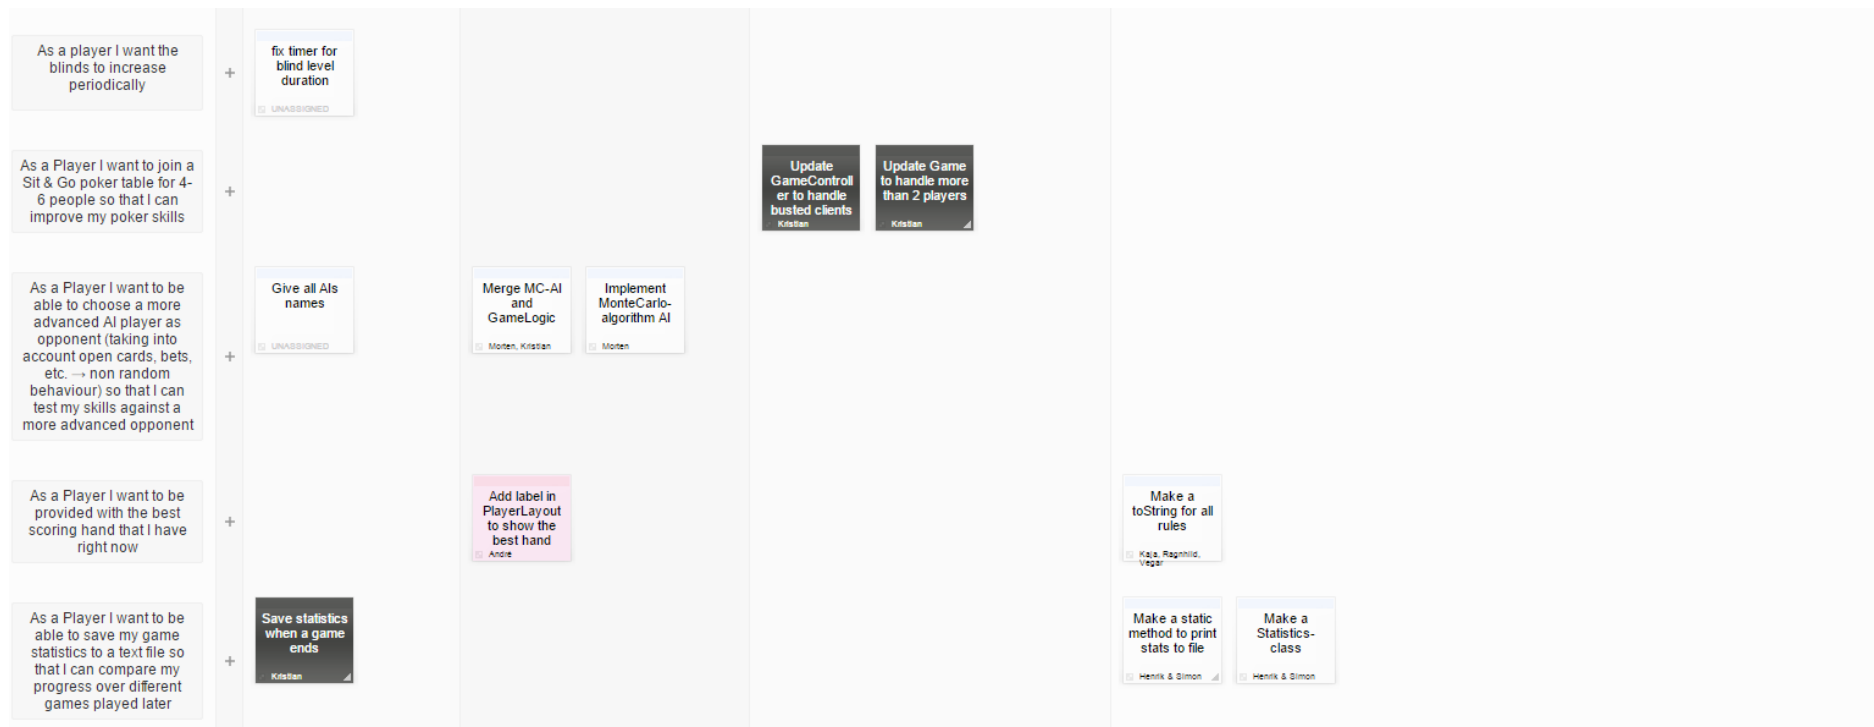 As a player I want the
blinds to increase
periodically
+
fix timer for
blind level
duration
UNASSIGNED
As a Player I want to join a
Sit & Go poker table for 4-
6 people so that I can
improve my poker skills
+
Update
GameControll
er to handle
busted clients
Kristian
Update Game
to handle more
than 2 players
Kristian
As a Player I want to be
able to choose a more
advanced AI player as
opponent (taking into
account open cards, bets,
etc. → non random
behaviour) so that I can
test my skills against a
more advanced opponent
+
Give all AIs
names
UNASSIGNED
Merge MC-AI
and
GameLogic
Morten, Kristian
Implement
MonteCarlo-
algorithm AI
Morten
As a Player I want to be
provided with the best
scoring hand that I have
right now
+
Add label in
PlayerLayout
to show the
best hand
André
Make a
toString for all
rules
Kaja, Ragnhild,
Vegar
As a Player I want to be
able to save my game
statistics to a text file so
that I can compare my
progress over different
games played later
+
Save statistics
when a game
ends
Kristian
Make a static
method to print
stats to file
Henrik & Simon
Make a
Statistics-
class
Henrik & Simon